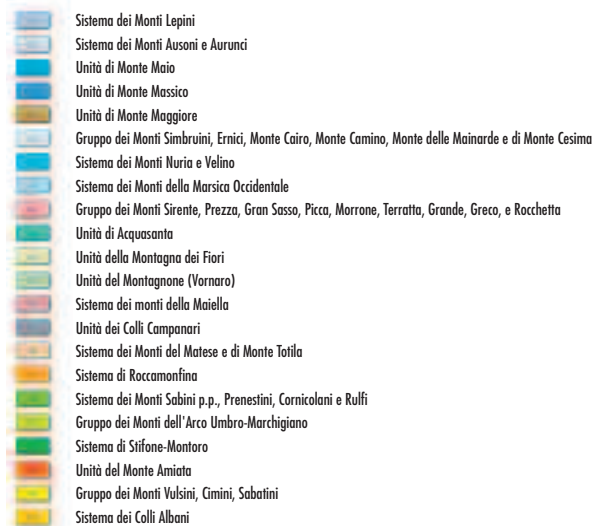 Sistema dei Monti Lepini
Sistema dei Monti Ausoni e Aurunci
Unità di Monte Maio
Unità di Monte Massico
Unità di Monte Maggiore
Gruppo dei Monti Simbruini, Ernici, Monte Cairo, Monte Camino, Monte delle Mainarde e di Monte Cesima
Sistema dei Monti Nuria e Velino
Sistema dei Monti della Marsica Occidentale
Gruppo dei Monti Sirente, Prezza, Gran Sasso, Picca, Morrone, Terratta, Grande, Greco, e Rocchetta
Unità di Acquasanta
Unità della Montagna dei Fiori
Unità del Montagnone (Vornaro)
Sistema dei monti della Maiella
Unità dei Colli Campanari
Sistema dei Monti del Matese e di Monte Totila
Sistema di Roccamonfina
Sistema dei Monti Sabini p.p., Prenestini, Cornicolani e Rulfi
Gruppo dei Monti dell'Arco Umbro-Marchigiano
Sistema di Stifone-Montoro
Unità del Monte Amiata
Gruppo dei Monti Vulsini, Cimini, Sabatini
Sistema dei Colli Albani